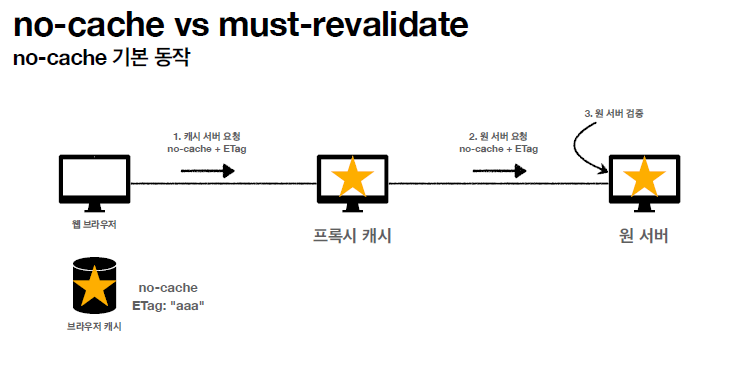 no-cache vs must-revalidate
no-cache 기본 동작
3. 원 서버 검증
1. 캐시 서버 요청
no-cache + ETag
2. 원 서버 요청
no-cache + ETag
웹 브라우저
프록시 캐시
원 서버
no-cache
ETag: "aaa"
브라우저 캐시